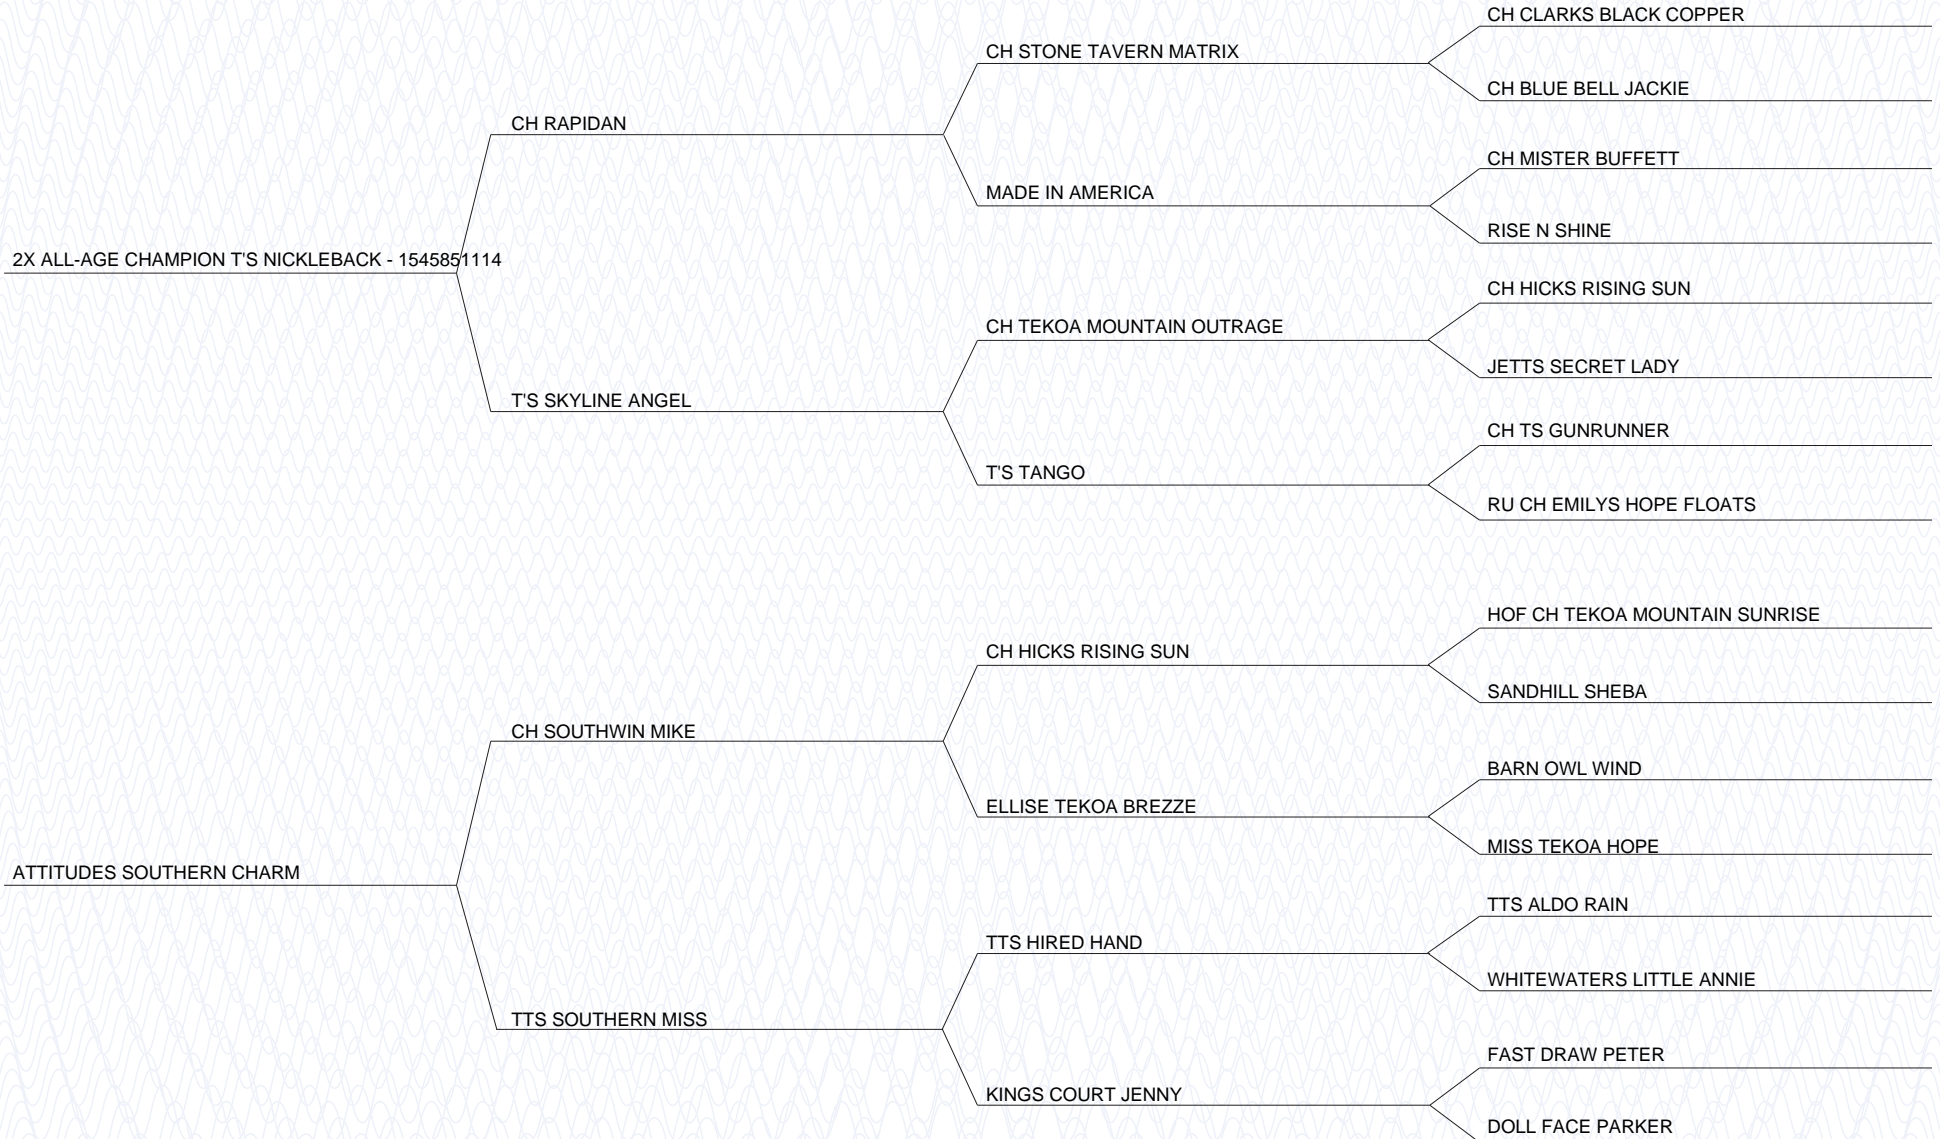 CH CLARKS BLACK COPPER
CH STONE TAVERN MATRIX
CH BLUE BELL JACKIE
CH RAPIDAN
CH MISTER BUFFETT
MADE IN AMERICA
RISE N SHINE
2X ALL-AGE CHAMPION T'S NICKLEBACK - 1545851114
CH HICKS RISING SUN
CH TEKOA MOUNTAIN OUTRAGE
JETTS SECRET LADY
T'S SKYLINE ANGEL
CH TS GUNRUNNER
T'S TANGO
RU CH EMILYS HOPE FLOATS
HOF CH TEKOA MOUNTAIN SUNRISE
CH HICKS RISING SUN
SANDHILL SHEBA
CH SOUTHWIN MIKE
BARN OWL WIND
ELLISE TEKOA BREZZE
MISS TEKOA HOPE
ATTITUDES SOUTHERN CHARM
TTS ALDO RAIN
TTS HIRED HAND
WHITEWATERS LITTLE ANNIE
TTS SOUTHERN MISS
FAST DRAW PETER
KINGS COURT JENNY
DOLL FACE PARKER